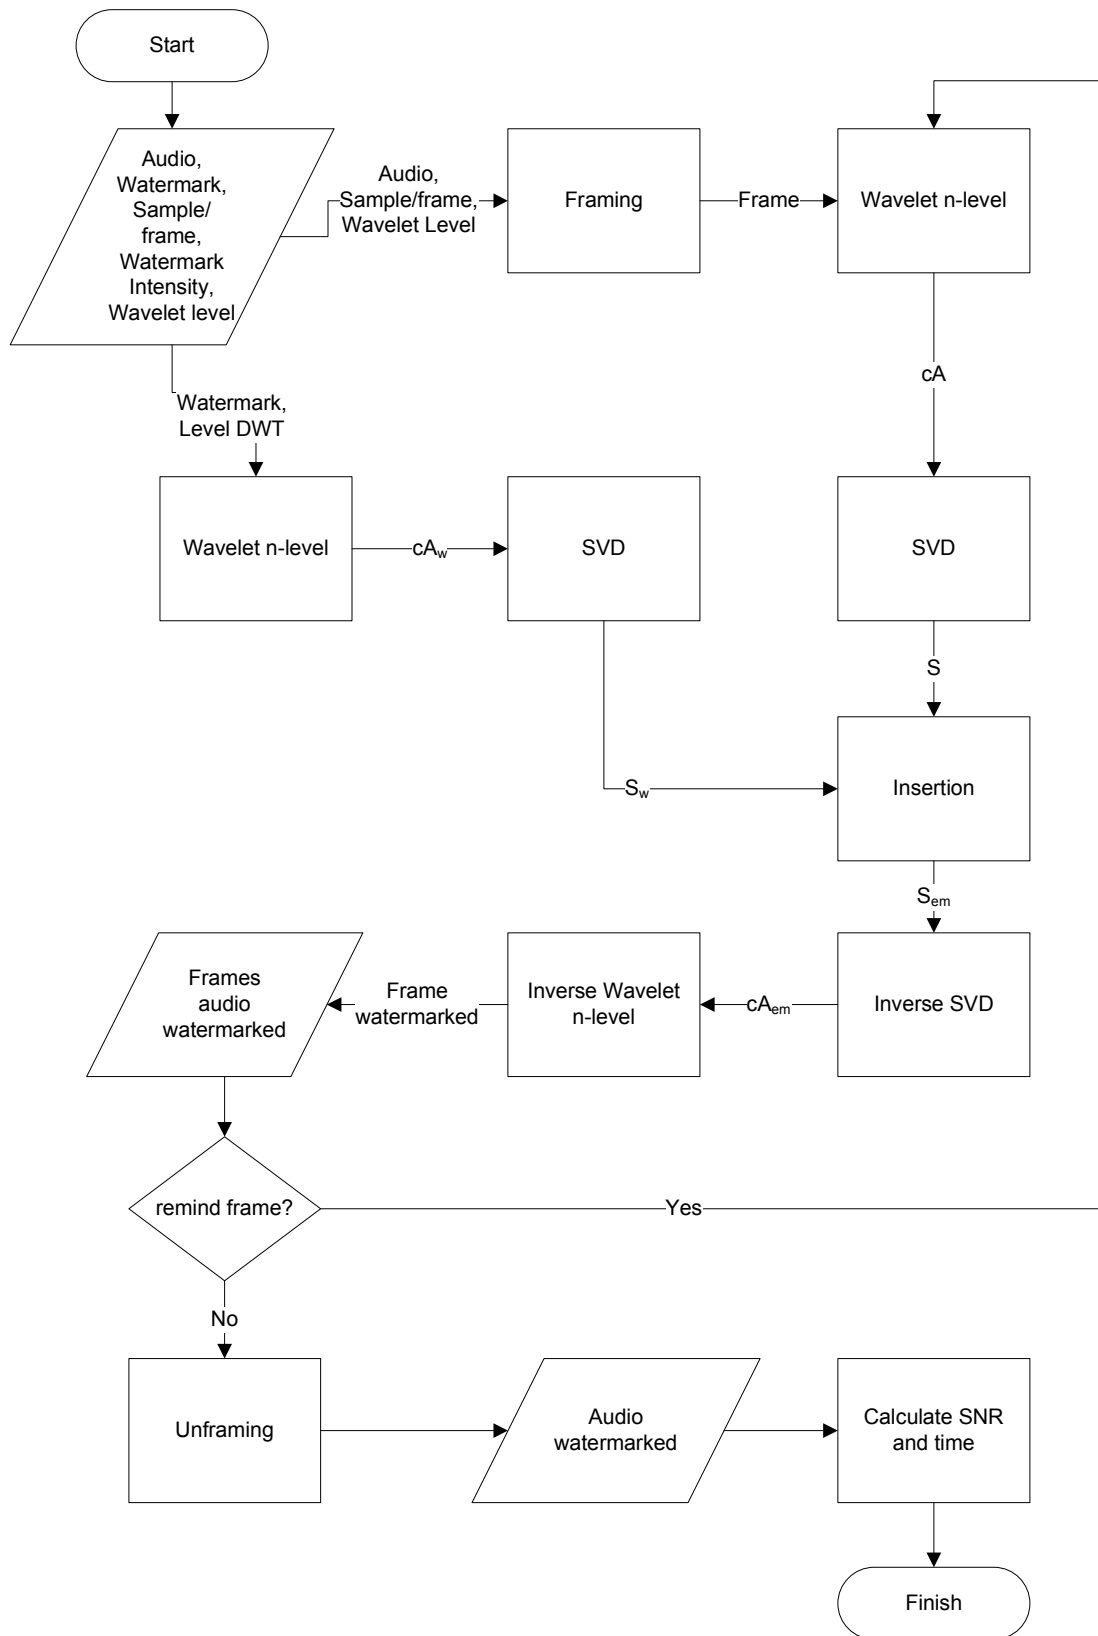 Start
Audio,
Watermark,
Sample/
frame,
Watermark
Intensity,
Wavelet level
Audio,
Sample/frame,
Wavelet Level
Framing
Frame
Wavelet n-level
cA
Watermark,
Level DWT
Wavelet n-level
cAw
SVD
SVD
S
Sw
Insertion
Sem
Frames
audio
watermarked
Frame
watermarked
Inverse Wavelet
n-level
cAem
Inverse SVD
remind frame?
Yes
No
Unframing
Audio
watermarked
Calculate SNR
and time
Finish